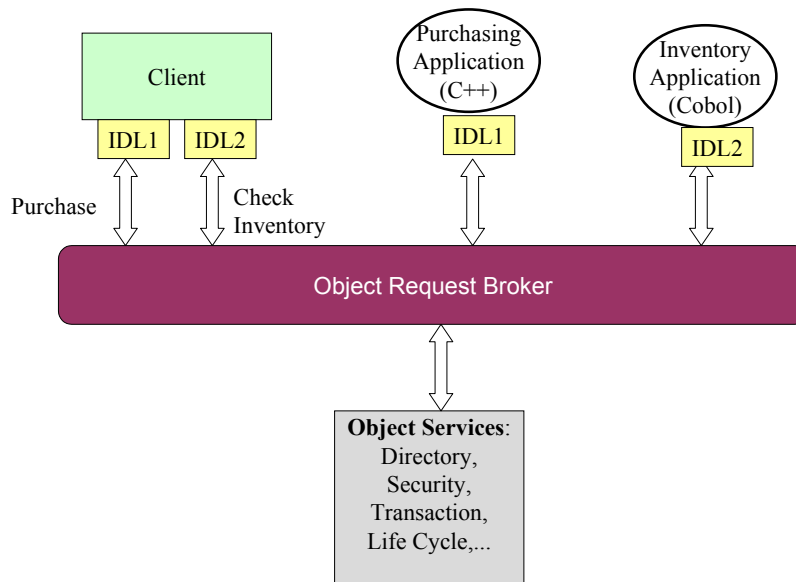 Client
IDL1
IDL2
Purchase
Check
Inventory
Purchasing
Application
(C++)
IDL1
Inventory
Application
(Cobol)
IDL2
Object Request Broker
Object Services:
Directory,
Security,
Transaction,
Life Cycle,...